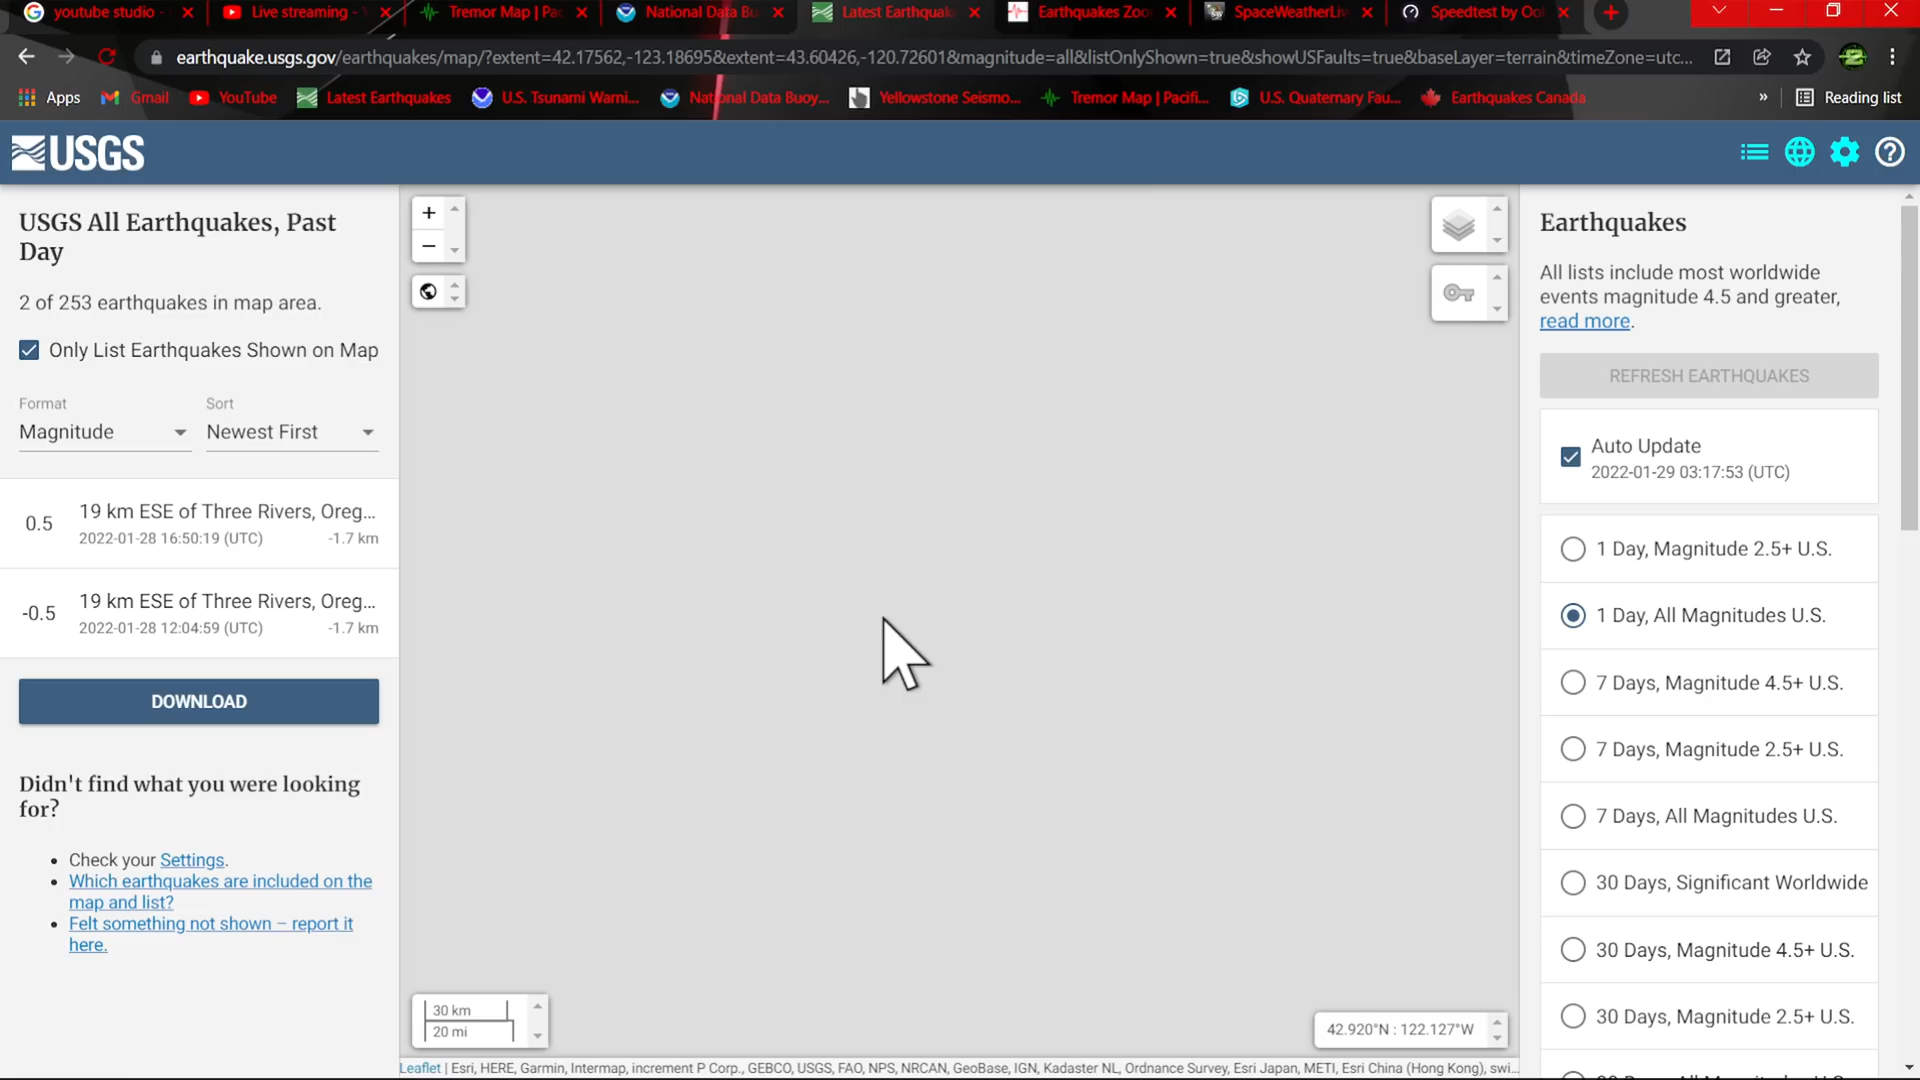 youtube studio -
Live streaming -
Tremor Map | Pac
National Data Bu
Latest Earthquak
Earthquakes Zoo
SpaceWeatherLiv
Speedtest by Ool
earthquake.usgs.gov/earthquakes/map/?extent=42.17562,-123.18695&extent=43.60426,-120.72601&magnitude=all&listOnlyShown=true&showUSFaults=true&baseLayer=terrain&timeZone=utc...
Apps
Gmail
YouTube
Latest Earthquakes
U.S. Tsunami Warni...
National Data Buoy...
Yellowstone Seismo...
Tremor Map | Pacifi...
U.S. Quaternary Fau...
Earthquakes Canada
»
Reading list
USGS
USGS All Earthquakes, Past
Day
2 of 253 earthquakes in map area.
Only List Earthquakes Shown on Map
Format
Sort
Magnitude
Newest First
0.5
19 km ESE of Three Rivers, Oreg...
2022-01-28 16:50:19 (UTC)
-1.7 km
-0.5
19 km ESE of Three Rivers, Oreg...
2022-01-28 12:04:59 (UTC)
-1.7 km
DOWNLOAD
Didn't find what you were looking
for?
• Check your Settings.
• Which earthquakes are included on the
map and list?
• Felt something not shown – report it
here.
+
−
30 km
20 mi
42.920°N : 122.127°W
Leaflet | Esri, HERE, Garmin, Intermap, increment P Corp., GEBCO, USGS, FAO, NPS, NRCAN, GeoBase, IGN, Kadaster NL, Ordnance Survey, Esri Japan, METI, Esri China (Hong Kong), swi...
Earthquakes
All lists include most worldwide
events magnitude 4.5 and greater,
read more.
REFRESH EARTHQUAKES
Auto Update
2022-01-29 03:17:53 (UTC)
1 Day, Magnitude 2.5+ U.S.
1 Day, All Magnitudes U.S.
7 Days, Magnitude 4.5+ U.S.
7 Days, Magnitude 2.5+ U.S.
7 Days, All Magnitudes U.S.
30 Days, Significant Worldwide
30 Days, Magnitude 4.5+ U.S.
30 Days, Magnitude 2.5+ U.S.